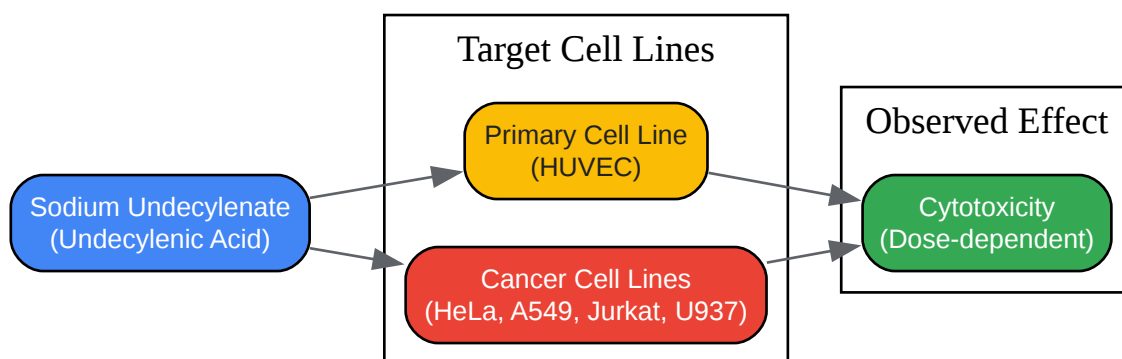 Target Cell Lines
Primary Cell Line
(HUVEC)
Observed Effect
Sodium Undecylenate
(Undecylenic Acid)
Cytotoxicity
(Dose-dependent)
Cancer Cell Lines
(HeLa, A549, Jurkat, U937)